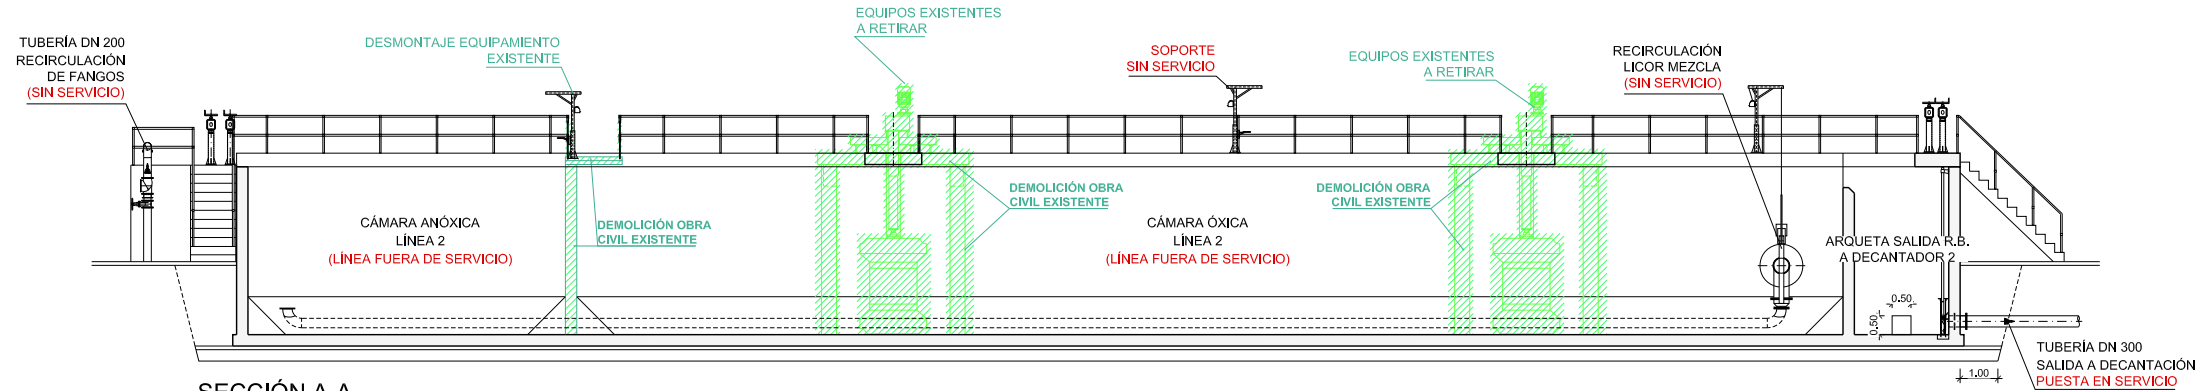 TUBERÍA DN 200
RECIRCULACIÓN
DE FANGOS
(SIN SERVICIO)
DESMONTAJE EQUIPAMIENTO
EXISTENTE
EQUIPOS EXISTENTES
A RETIRAR
SOPORTE
SIN SERVICIO
EQUIPOS EXISTENTES
A RETIRAR
RECIRCULACIÓN
LICOR MEZCLA
(SIN SERVICIO)
CÁMARA ANÓXICA
LÍNEA 2
(LÍNEA FUERA DE SERVICIO)
DEMOLICIÓN OBRA
CIVIL EXISTENTE
DEMOLICIÓN OBRA
CIVIL EXISTENTE
CÁMARA ÓXICA
LÍNEA 2
(LÍNEA FUERA DE SERVICIO)
DEMOLICIÓN OBRA
CIVIL EXISTENTE
ARQUETA SALIDA R.B.
A DECANTADOR 2
0.50
0.50
1.00
TUBERÍA DN 300
SALIDA A DECANTACIÓN
PUESTA EN SERVICIO
SECCIÓN A-A